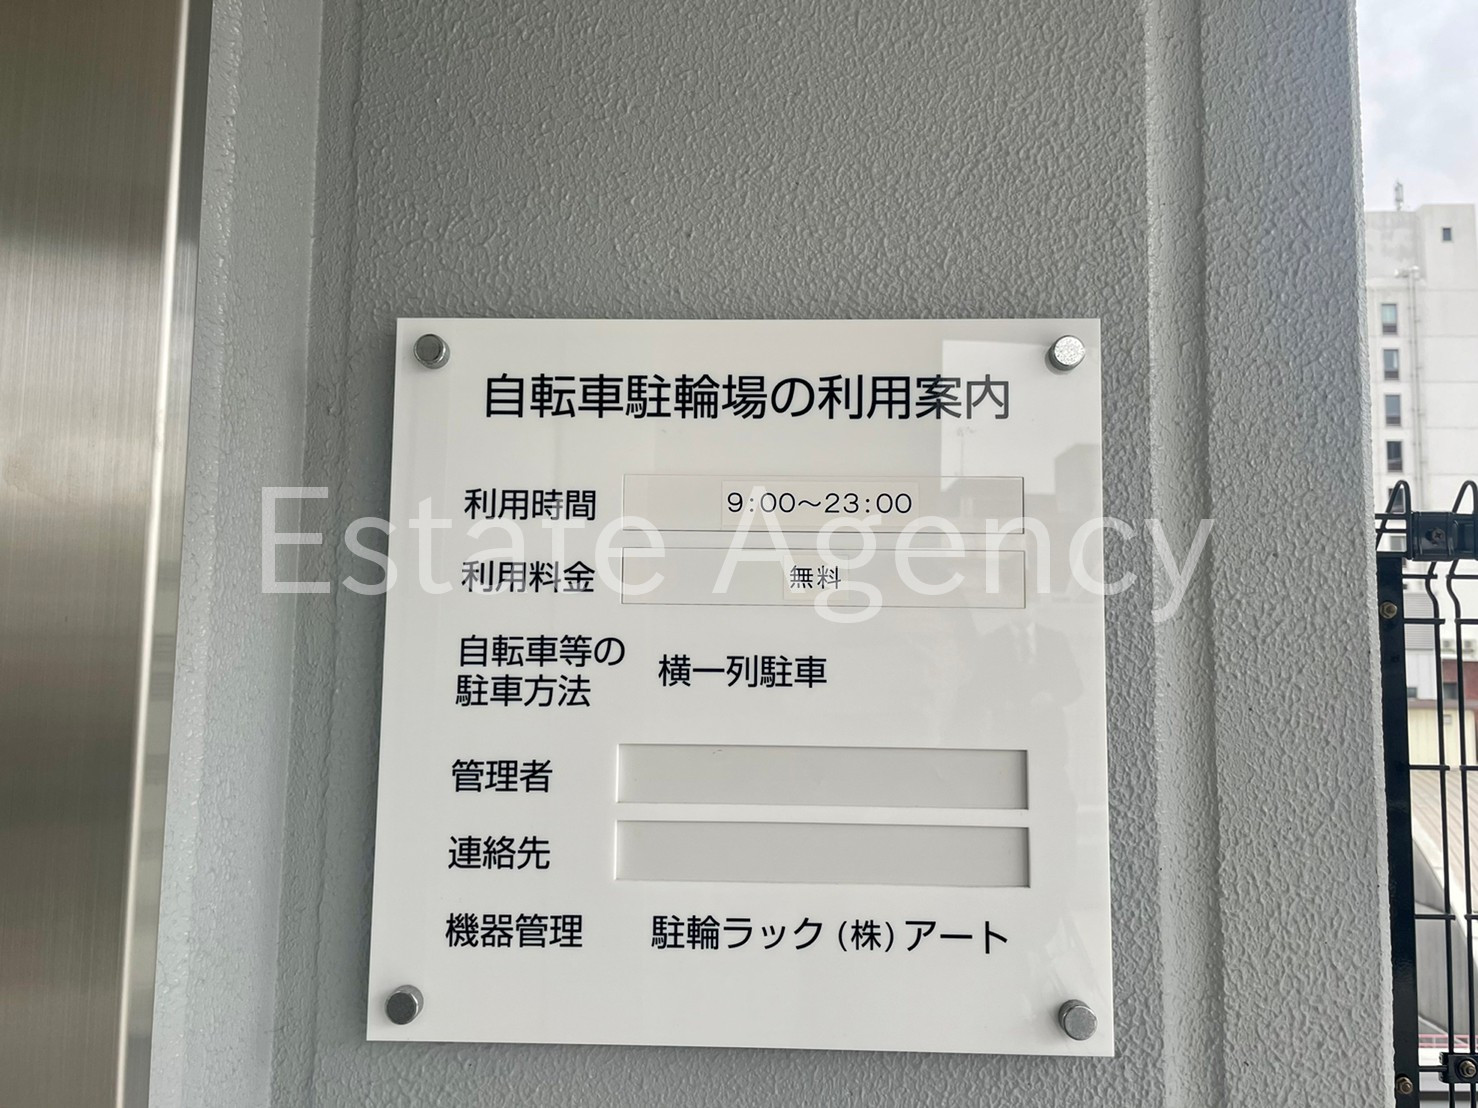 自転車駐輪場の利用案内
利用時間 9:00～23:00
利用料金 無料
自転車等の
駐車方法 横一列駐車
管理者
連絡先
機器管理 駐輪ラック(株)アート
Estate Agency